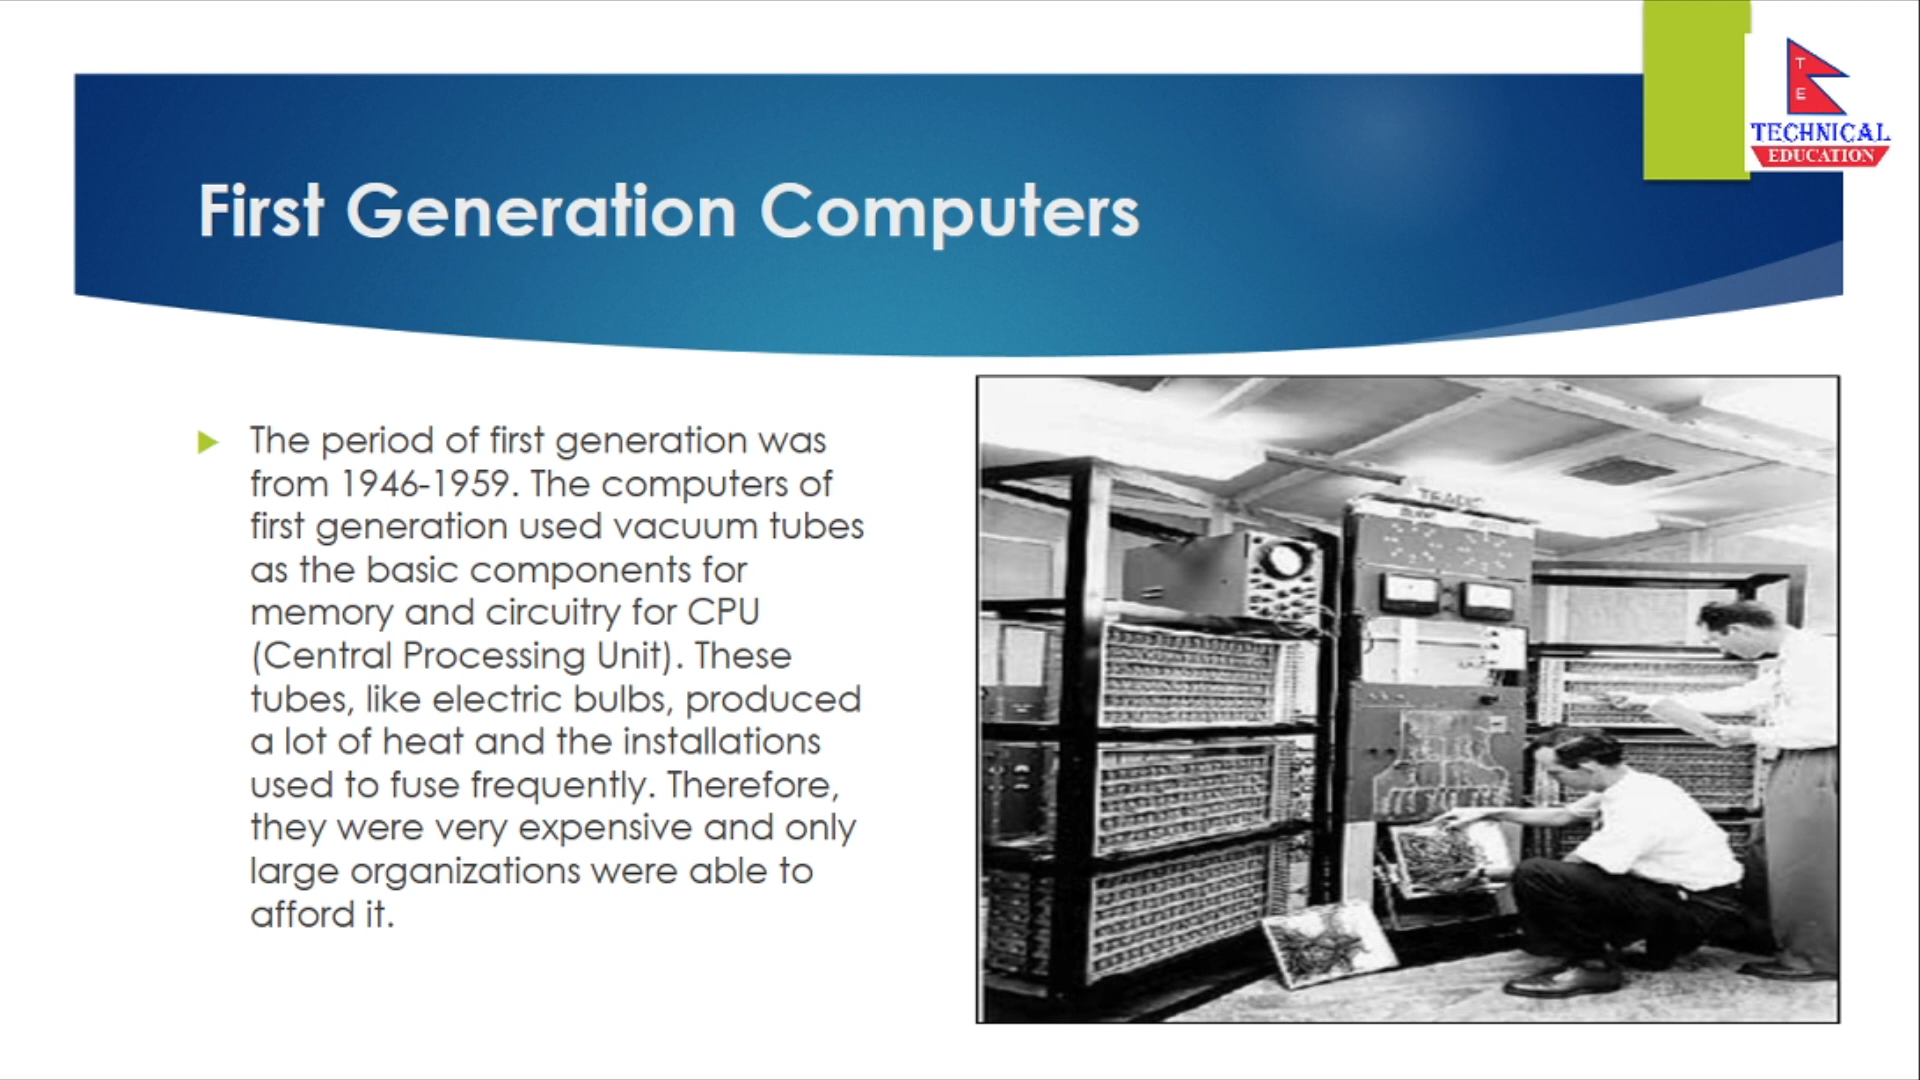 T
E
TECHNICAL
EDUCATION
First Generation Computers
The period of first generation was
from 1946-1959. The computers of
first generation used vacuum tubes
as the basic components for
memory and circuitry for CPU
(Central Processing Unit). These
tubes, like electric bulbs, produced
a lot of heat and the installations
used to fuse frequently. Therefore,
they were very expensive and only
large organizations were able to
afford it.
TRADIC